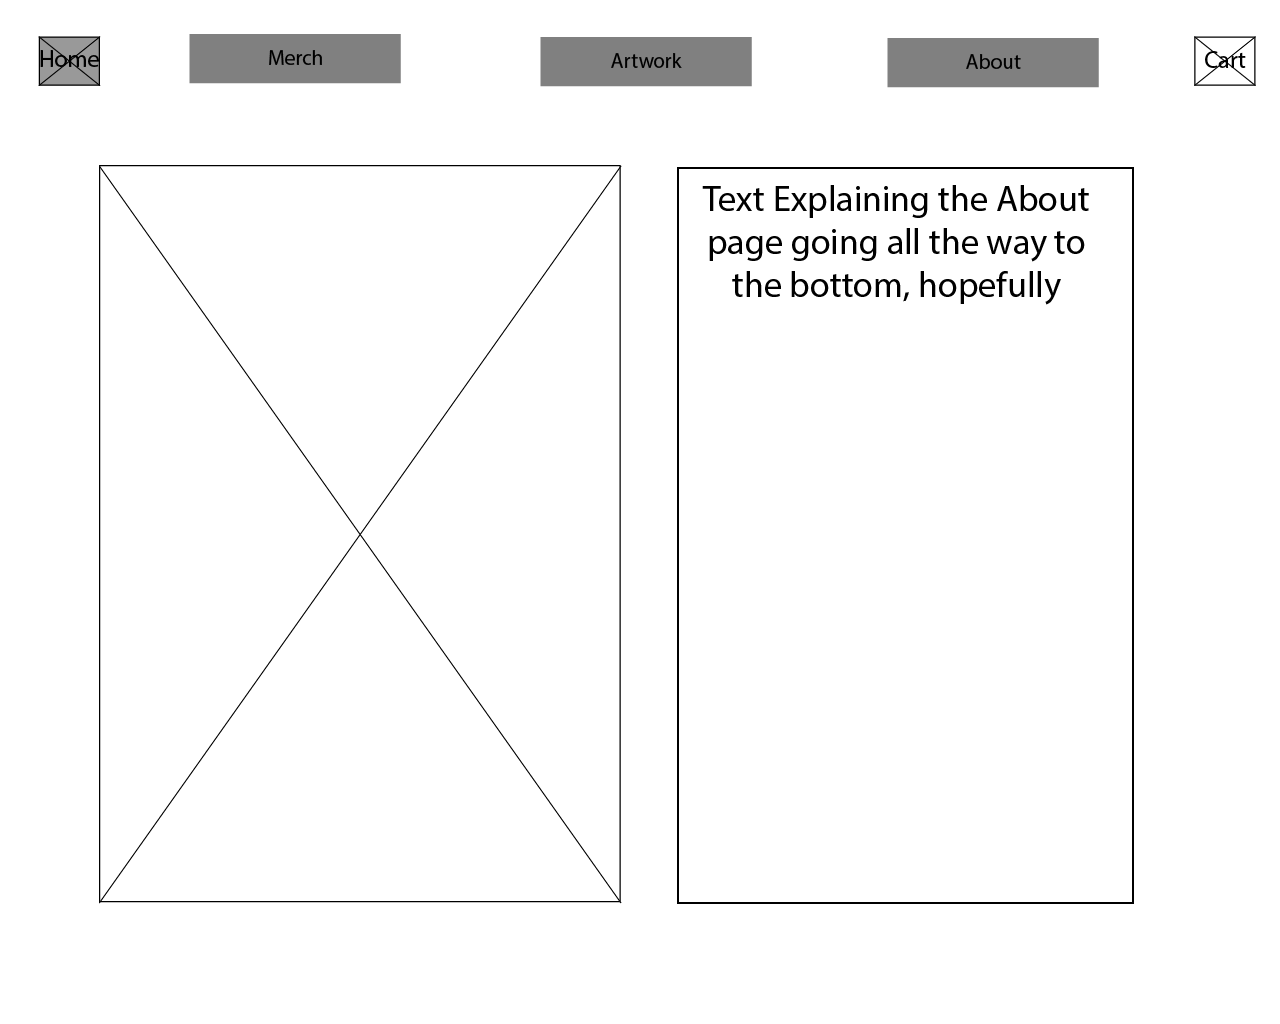 Home
Merch
Artwork
About
Cart
Text Explaining the About
page going all the way to
the bottom, hopefully